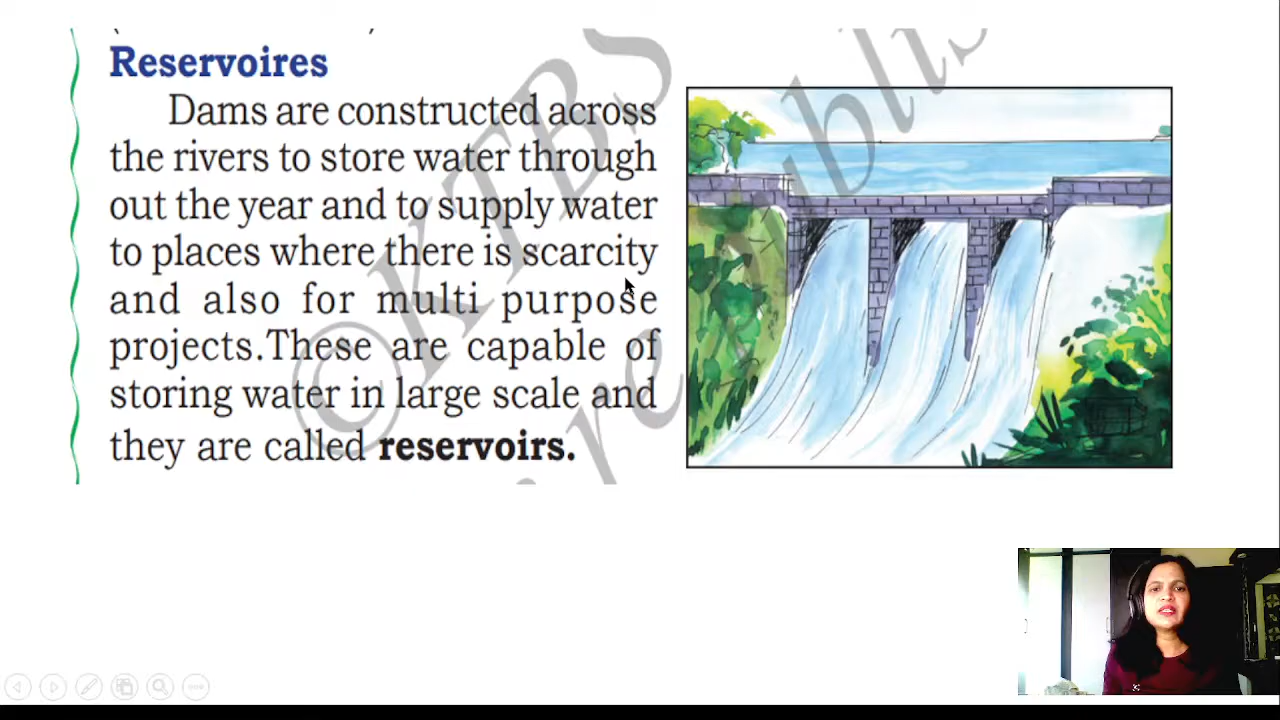 Reservoires
Dams are constructed across
the rivers to store water through
out the year and to supply water
to places where there is scarcity
and also for multi purpose
projects.These are capable of
storing water in large scale and
they are called reservoirs.
©KTBS